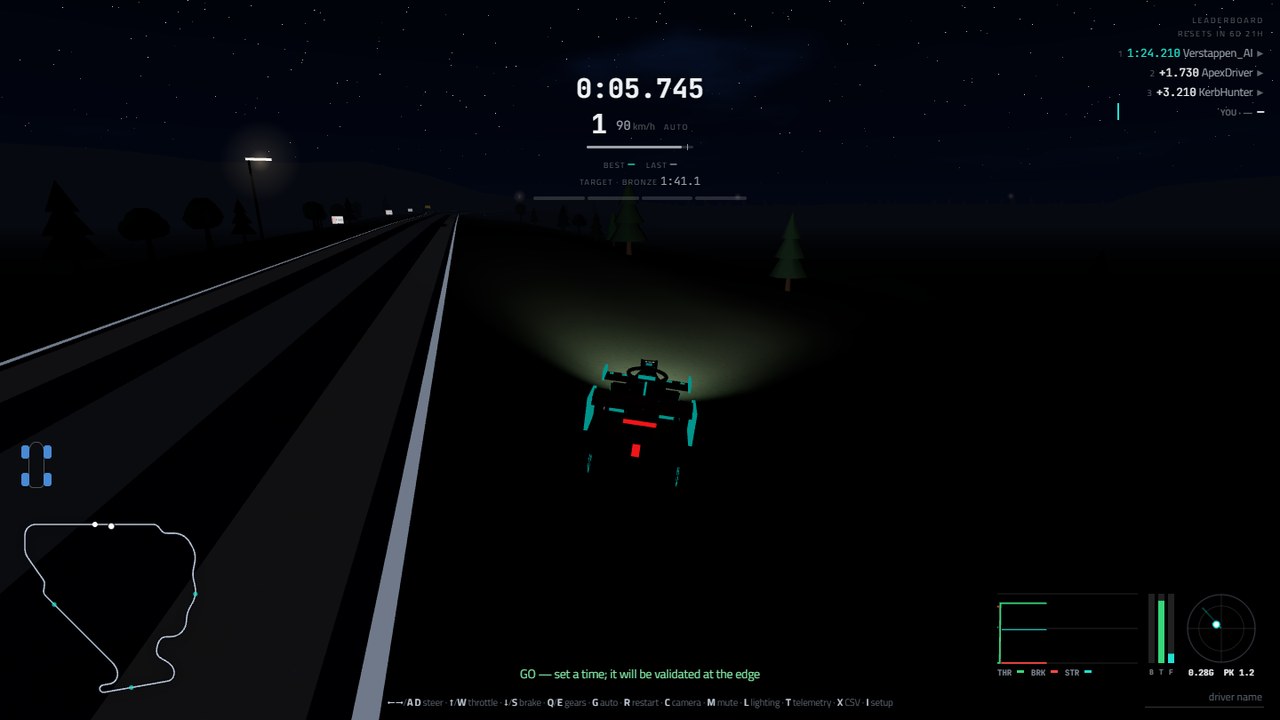 LEADERBOARD
RESETS IN 6D 21H
1 1:24.210 Verstappen_AI ▶
2 +1.730 ApexDriver ▶
3 +3.210 KerbHunter ▶
YOU — –
0:05.745
1 90 km/h AUTO
BEST – LAST –
TARGET · BRONZE 1:41.1
GO — set a time; it will be validated at the edge
←→/A D steer · ↑/W throttle · ↓/S brake · Q/E gears · G auto · R restart · C camera · M mute · L lighting · T telemetry · X CSV · I setup
THR BRK STR
B T F
0.28G PK 1.2
driver name